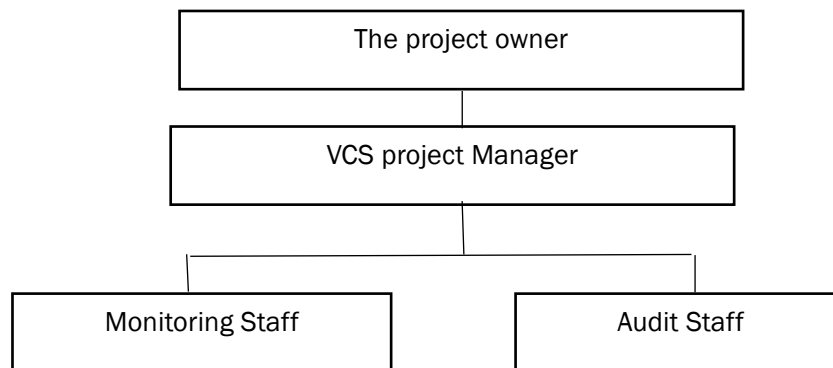 The project owner
VCS project Manager
Monitoring Staff
Audit Staff